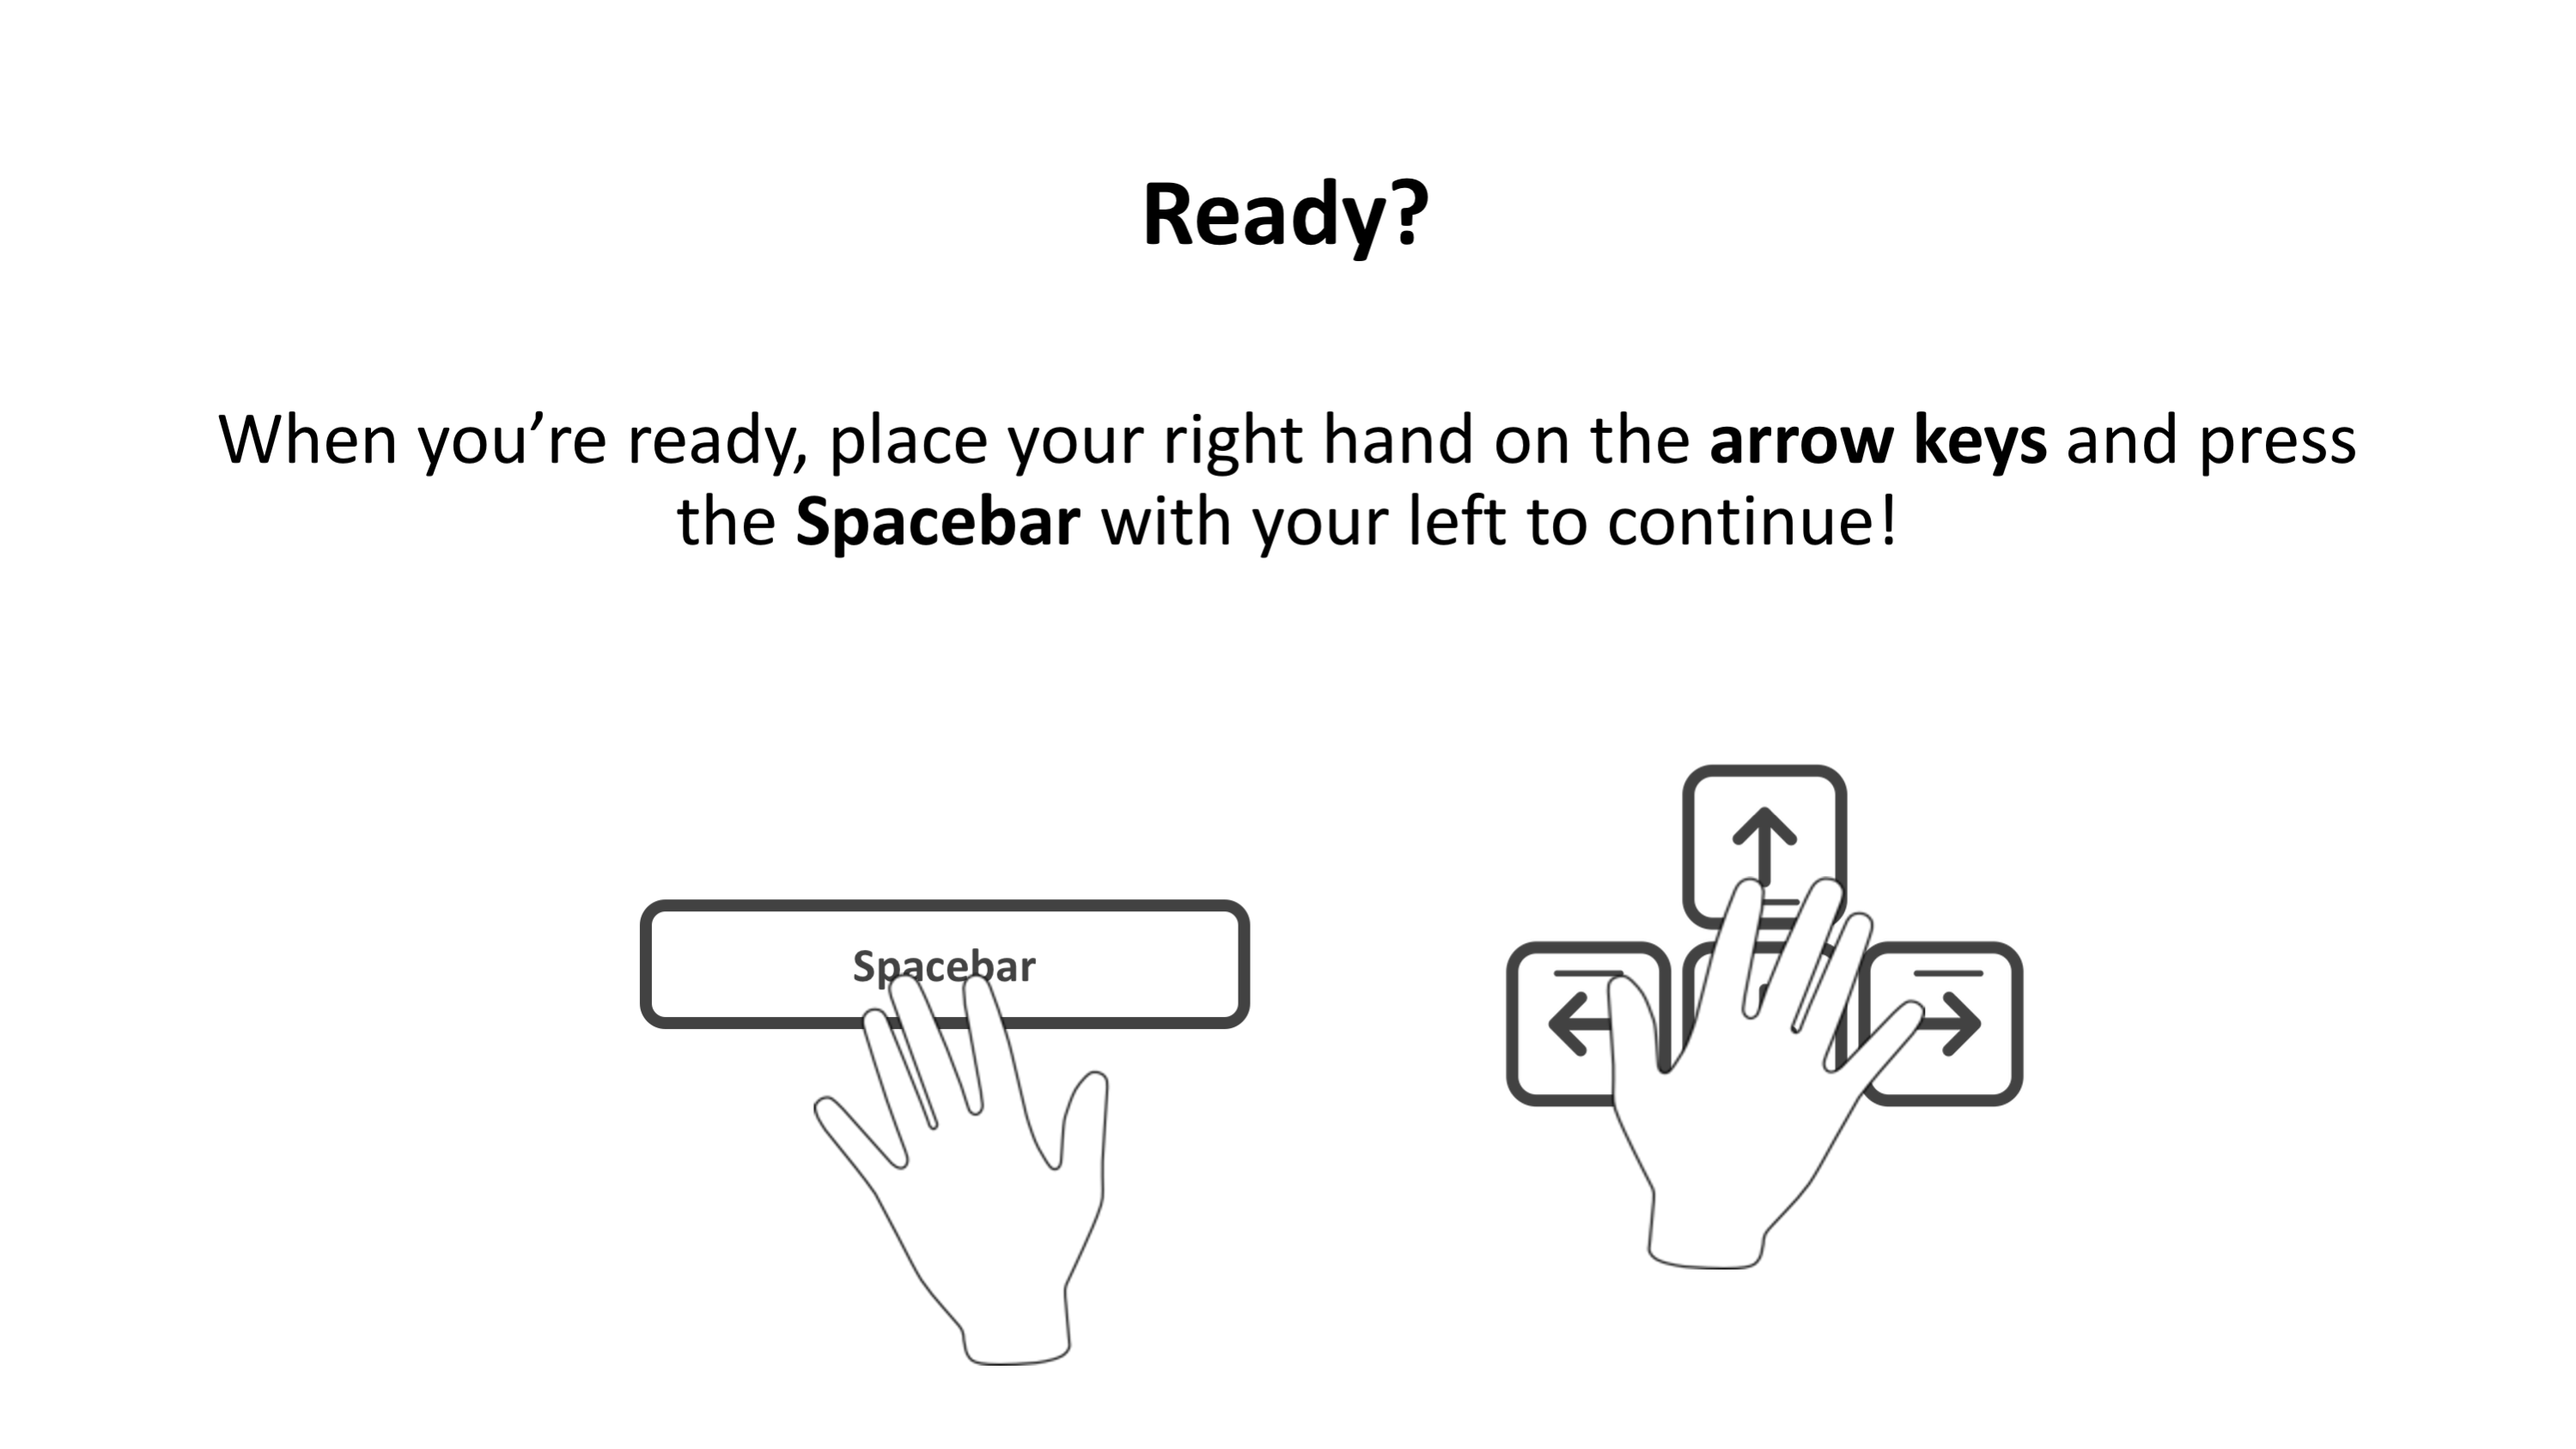 Ready?
When you’re ready, place your right hand on the arrow keys and press
the Spacebar with your left to continue!
Spacebar